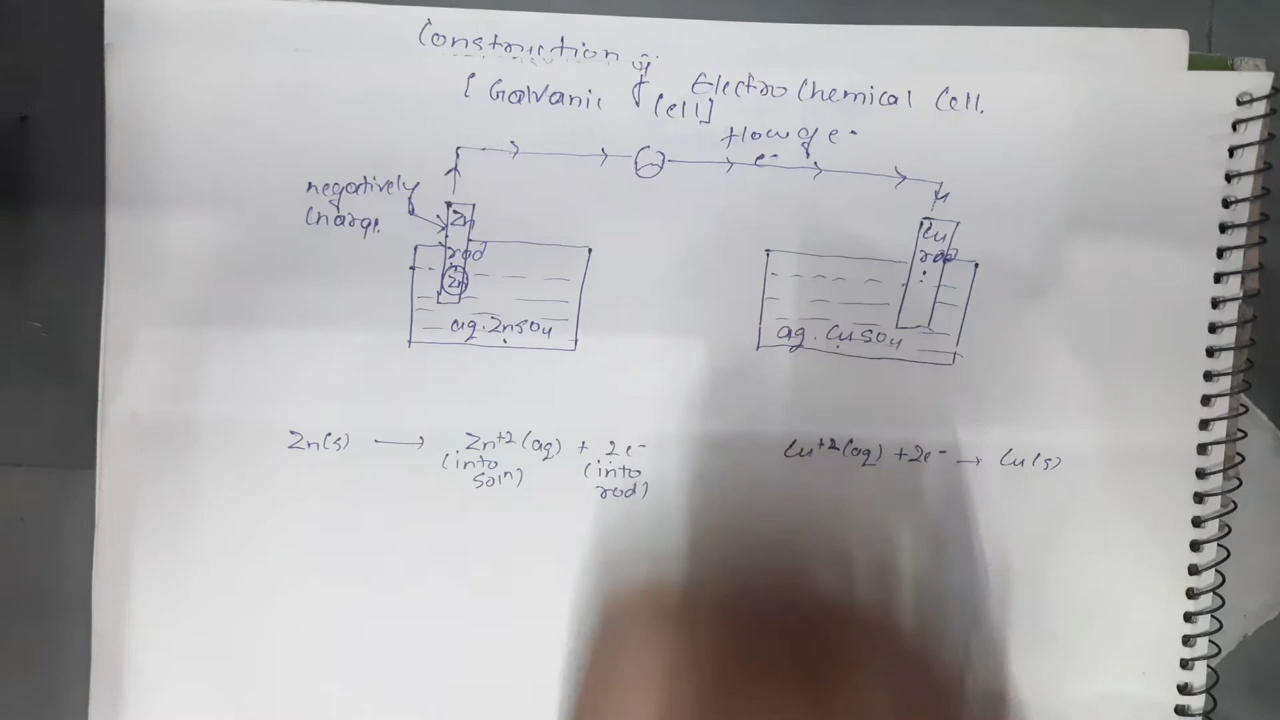 Construction of
Electrochemical Cell.
[Galvanic Cell]
flow of e-
e-
negatively
charge.
Zn
rod
Zn
aq. ZnSO4
Cu
rod
aq. CuSO4
Zn(s) → Zn+2 (aq) + 2e-
(into
soln)
(into
rod)
Cu+2(aq) + 2e- → Cu(s)